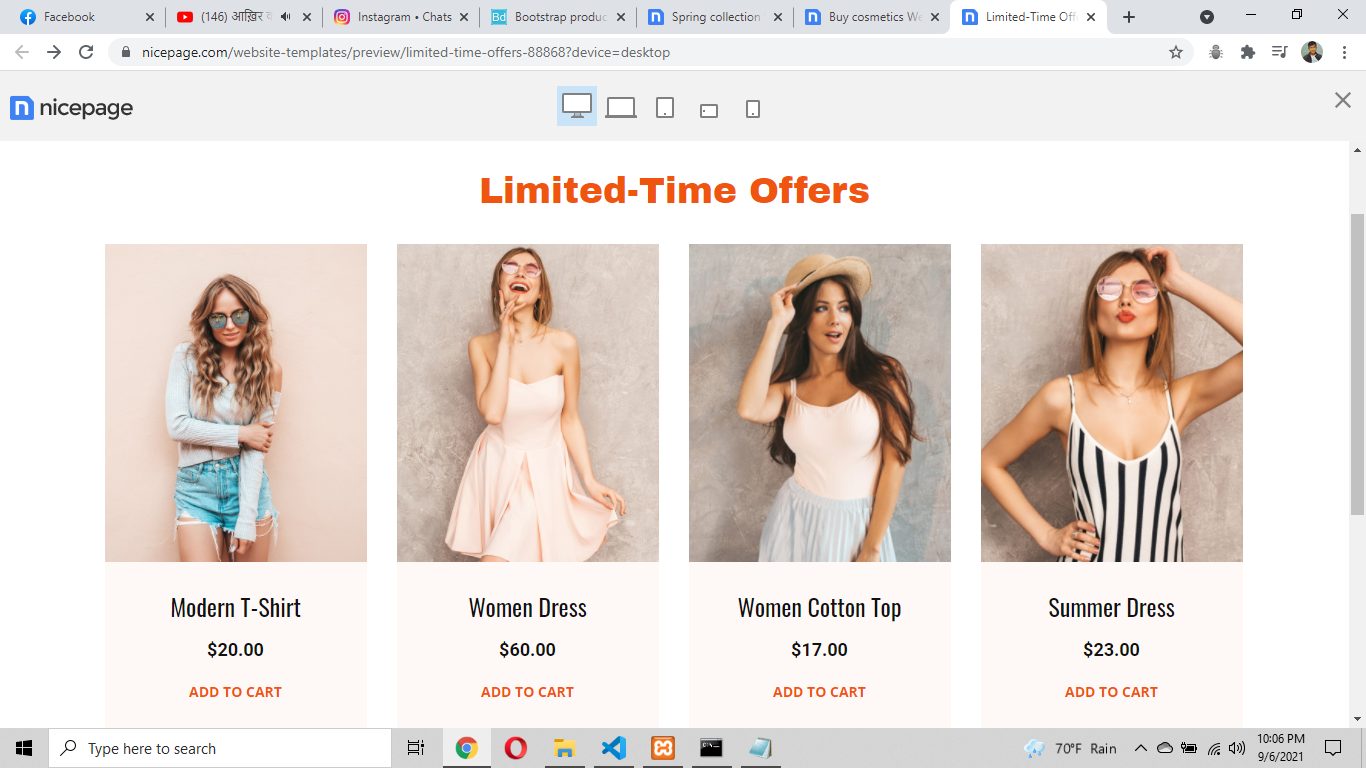 Facebook
(146) आख़िर
Instagram • Chats
Bd
Bootstrap produc
Spring collection
Buy cosmetics We
Limited-Time Off
nicepage.com/website-templates/preview/limited-time-offers-88868?device=desktop
nicepage
Limited-Time Offers
Modern T-Shirt
$20.00
ADD TO CART
Women Dress
$60.00
ADD TO CART
Women Cotton Top
$17.00
ADD TO CART
Summer Dress
$23.00
ADD TO CART
Type here to search
70°F Rain
10:06 PM
9/6/2021